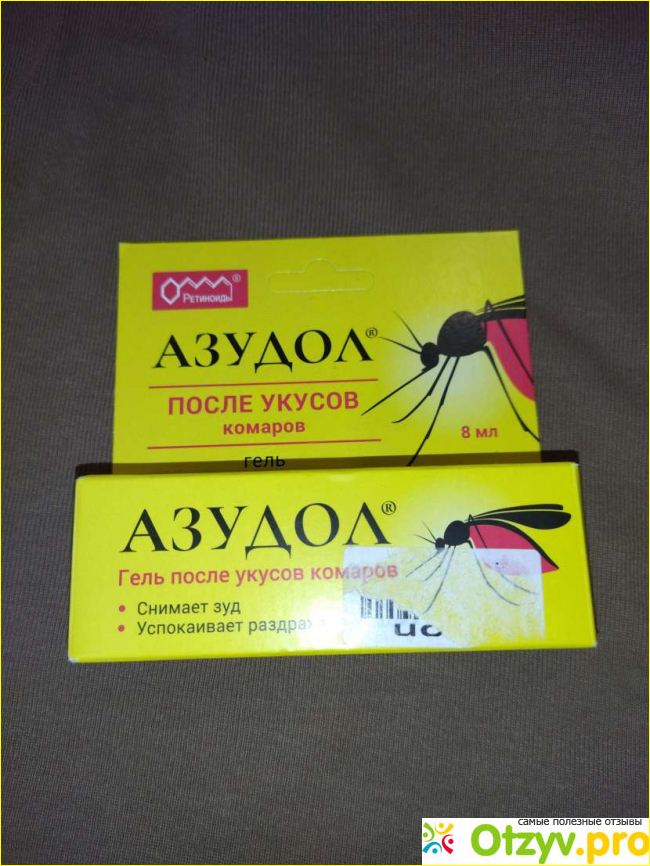 Ретиноиды®
АЗУДОЛ®
ПОСЛЕ УКУСОВ
комаров
8 мл
гель
АЗУДОЛ®
Гель после укусов комаров
• Снимает зуд
• Успокаивает
самые полезные отзывы
Otzyv.pro